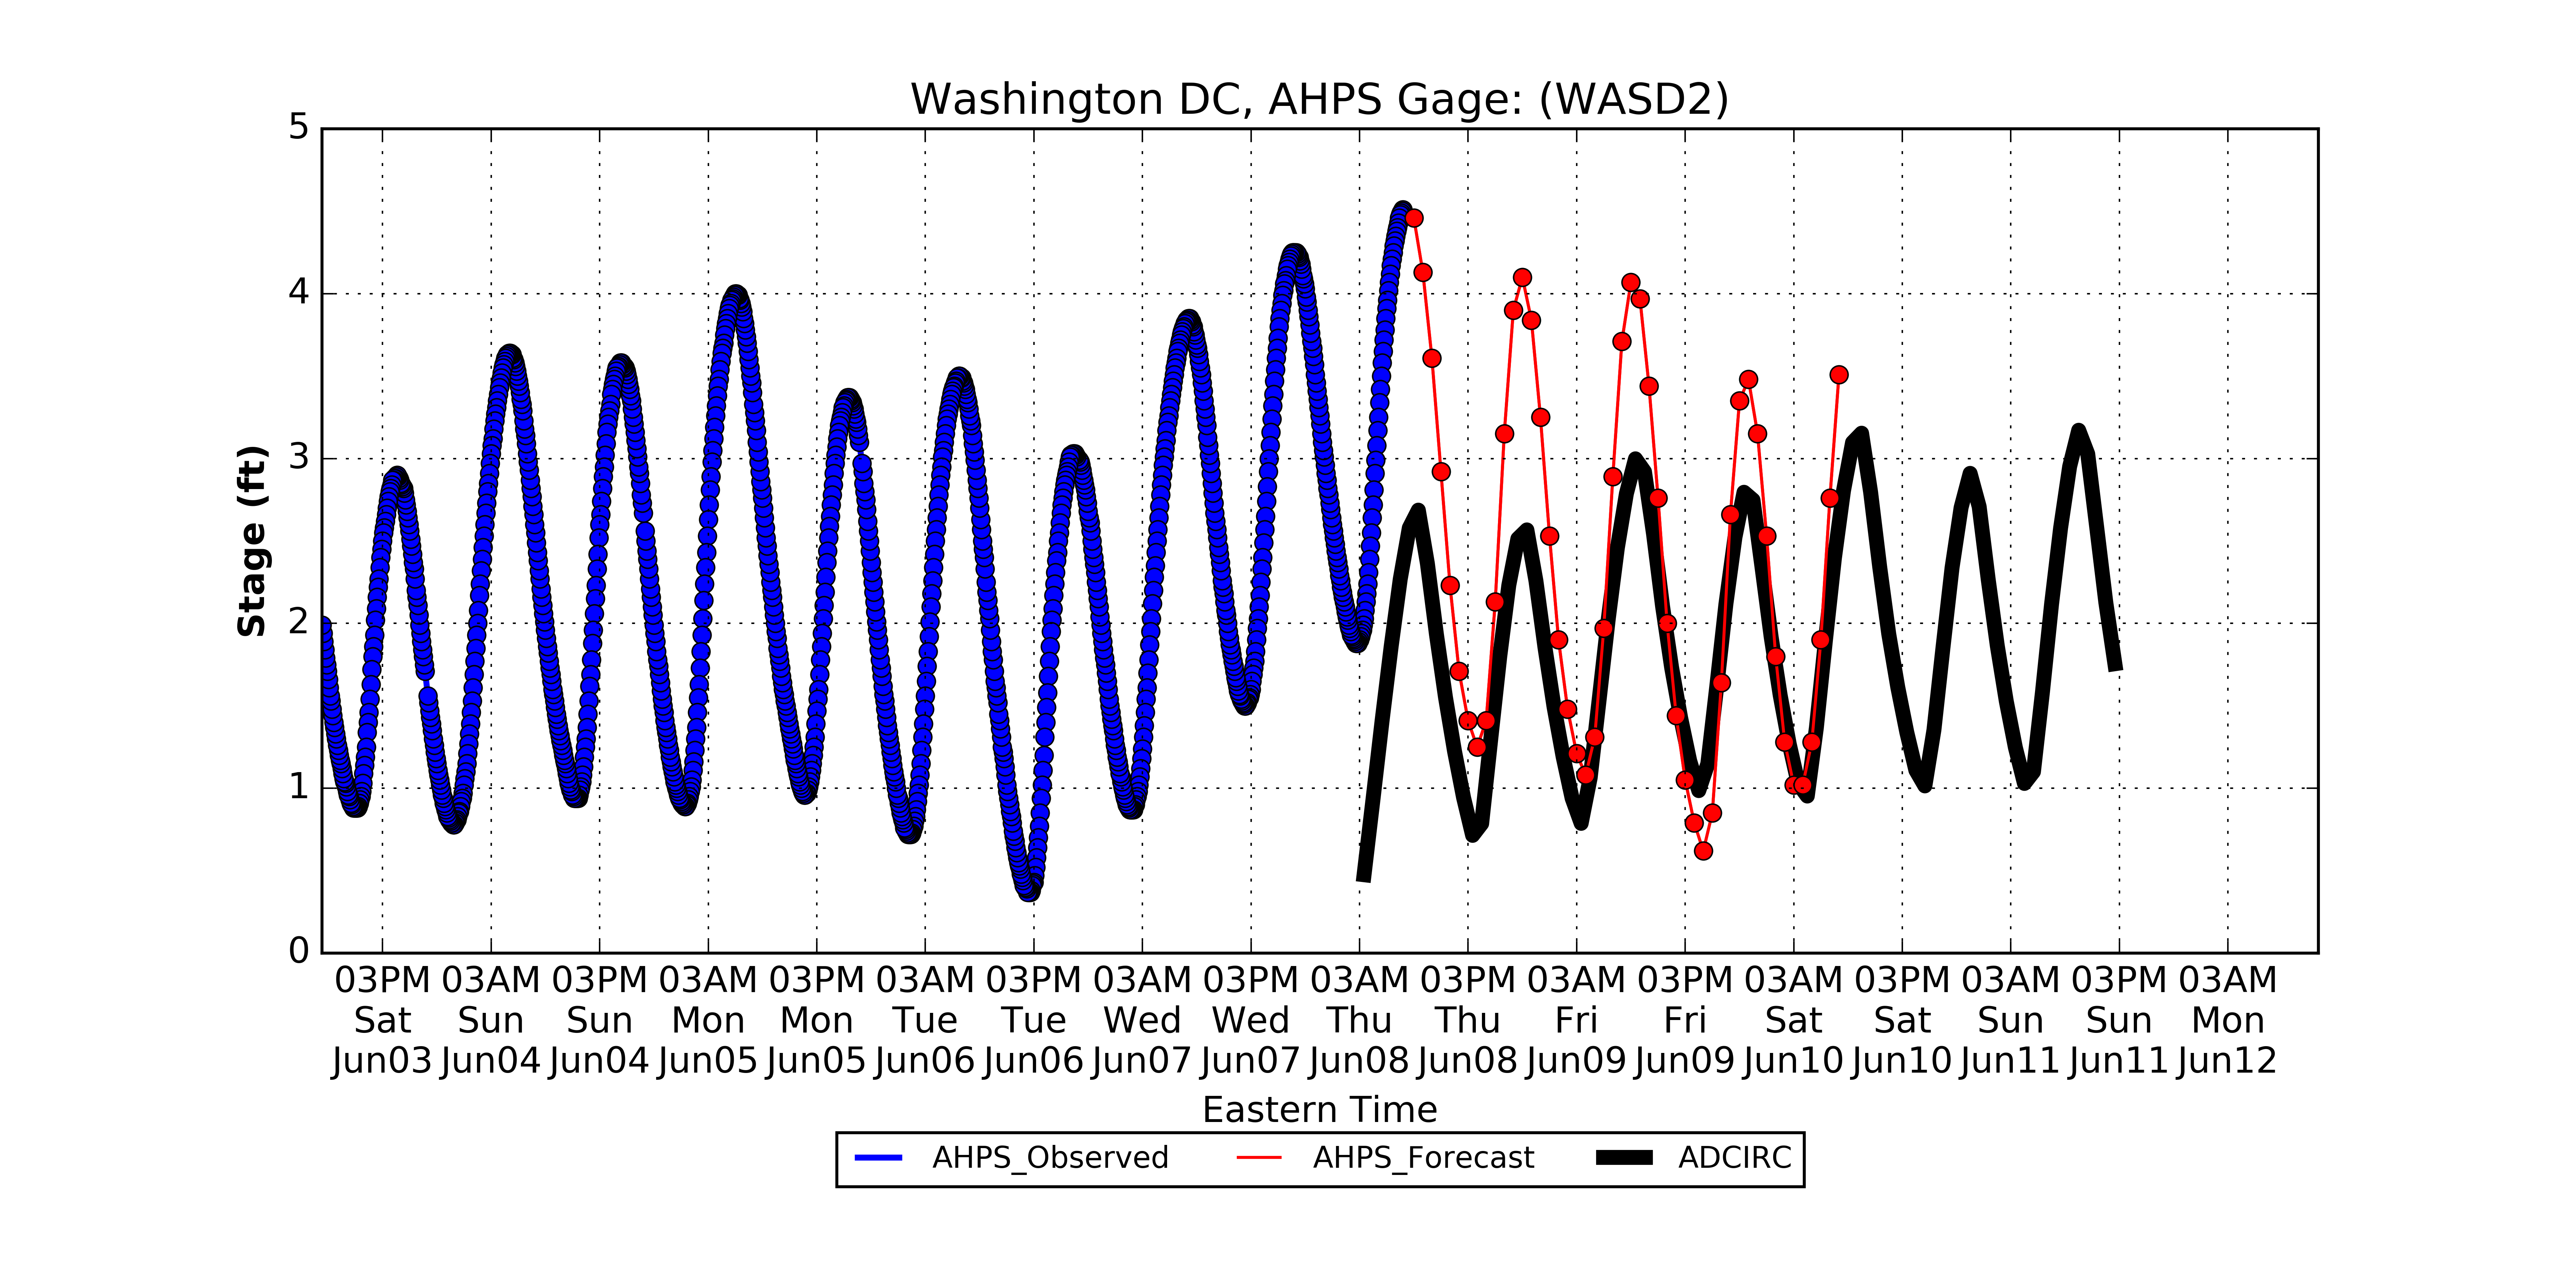 Washington DC, AHPS Gage: (WASD2)
5
4
3
2
1
0
Stage (ft)
03PM 03AM 03PM 03AM 03PM 03AM 03PM 03AM 03PM 03AM 03PM 03AM 03PM 03AM 03PM 03AM 03PM 03AM
Sat Sun Sun Mon Mon Tue Tue Wed Wed Thu Thu Fri Fri Sat Sat Sun Sun Mon
Jun03 Jun04 Jun04 Jun05 Jun05 Jun06 Jun06 Jun07 Jun07 Jun08 Jun08 Jun09 Jun09 Jun10 Jun10 Jun11 Jun11 Jun12
Eastern Time
AHPS_Observed AHPS_Forecast ADCIRC